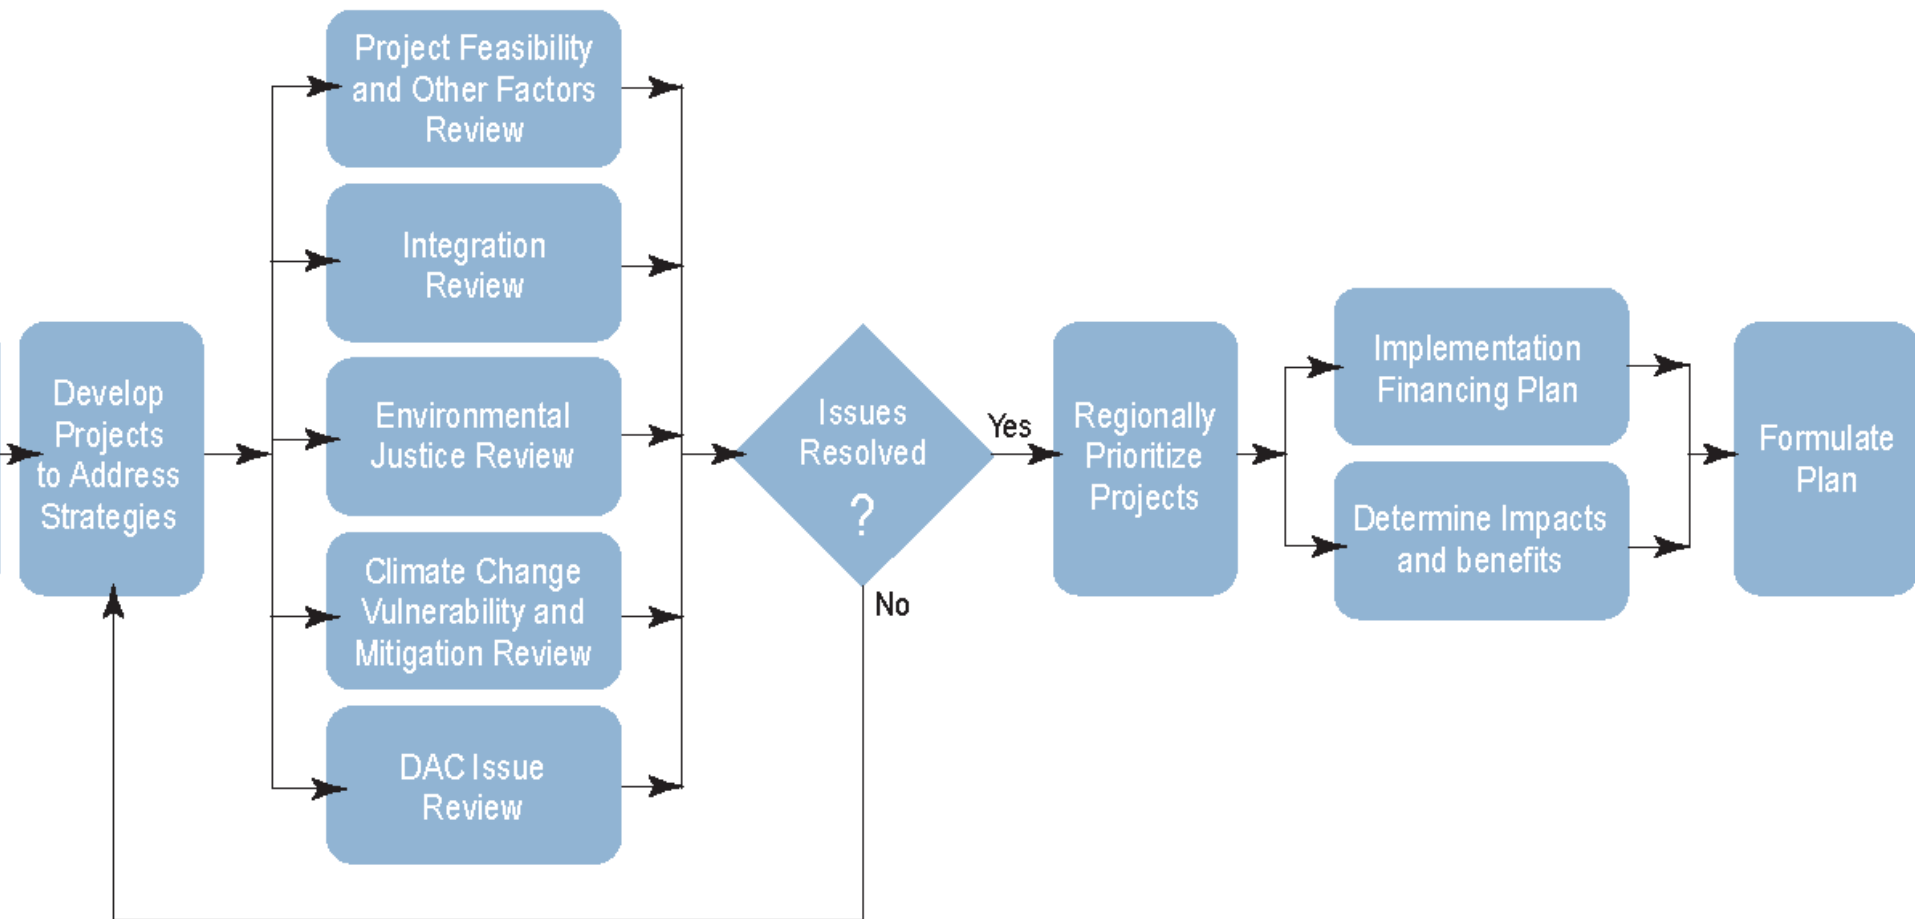 Project Feasibility
and Other Factors
Review
Integration
Review
Develop
Projects
to Address
Strategies
Environmental
Justice Review
Climate Change
Vulnerability and
Mitigation Review
DAC Issue
Review
Issues
Resolved
?
Yes
No
Regionally
Prioritize
Projects
Implementation
Financing Plan
Determine Impacts
and benefits
Formulate
Plan